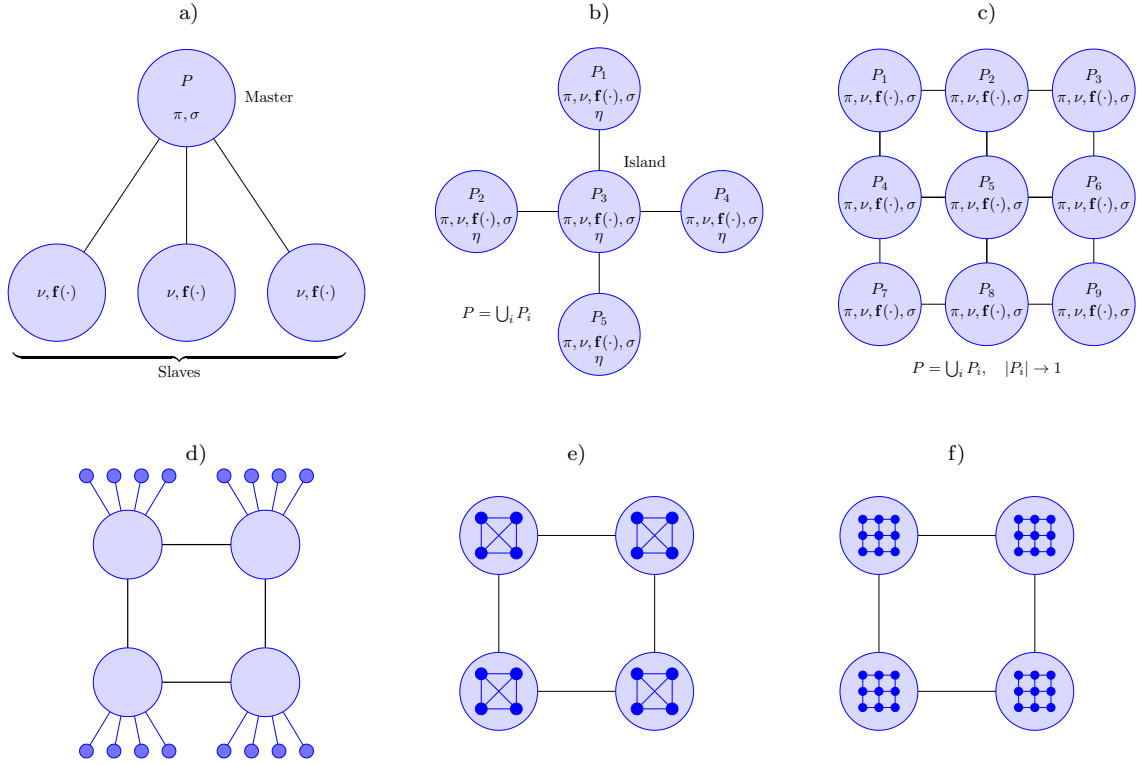 a)
P
π, σ
Master
ν, f(·)
ν, f(·)
ν, f(·)
Slaves
b)
P₁
π, ν, f(·), σ
η
Island
P₂
π, ν, f(·), σ
η
P₃
π, ν, f(·), σ
η
P₄
π, ν, f(·), σ
η
P = ⋃ᵢ Pᵢ
P₅
π, ν, f(·), σ
η
c)
P₁
π, ν, f(·), σ
P₂
π, ν, f(·), σ
P₃
π, ν, f(·), σ
P₄
π, ν, f(·), σ
P₅
π, ν, f(·), σ
P₆
π, ν, f(·), σ
P₇
π, ν, f(·), σ
P₈
π, ν, f(·), σ
P₉
π, ν, f(·), σ
P = ⋃ᵢ Pᵢ, |Pᵢ| → 1
d)
e)
f)